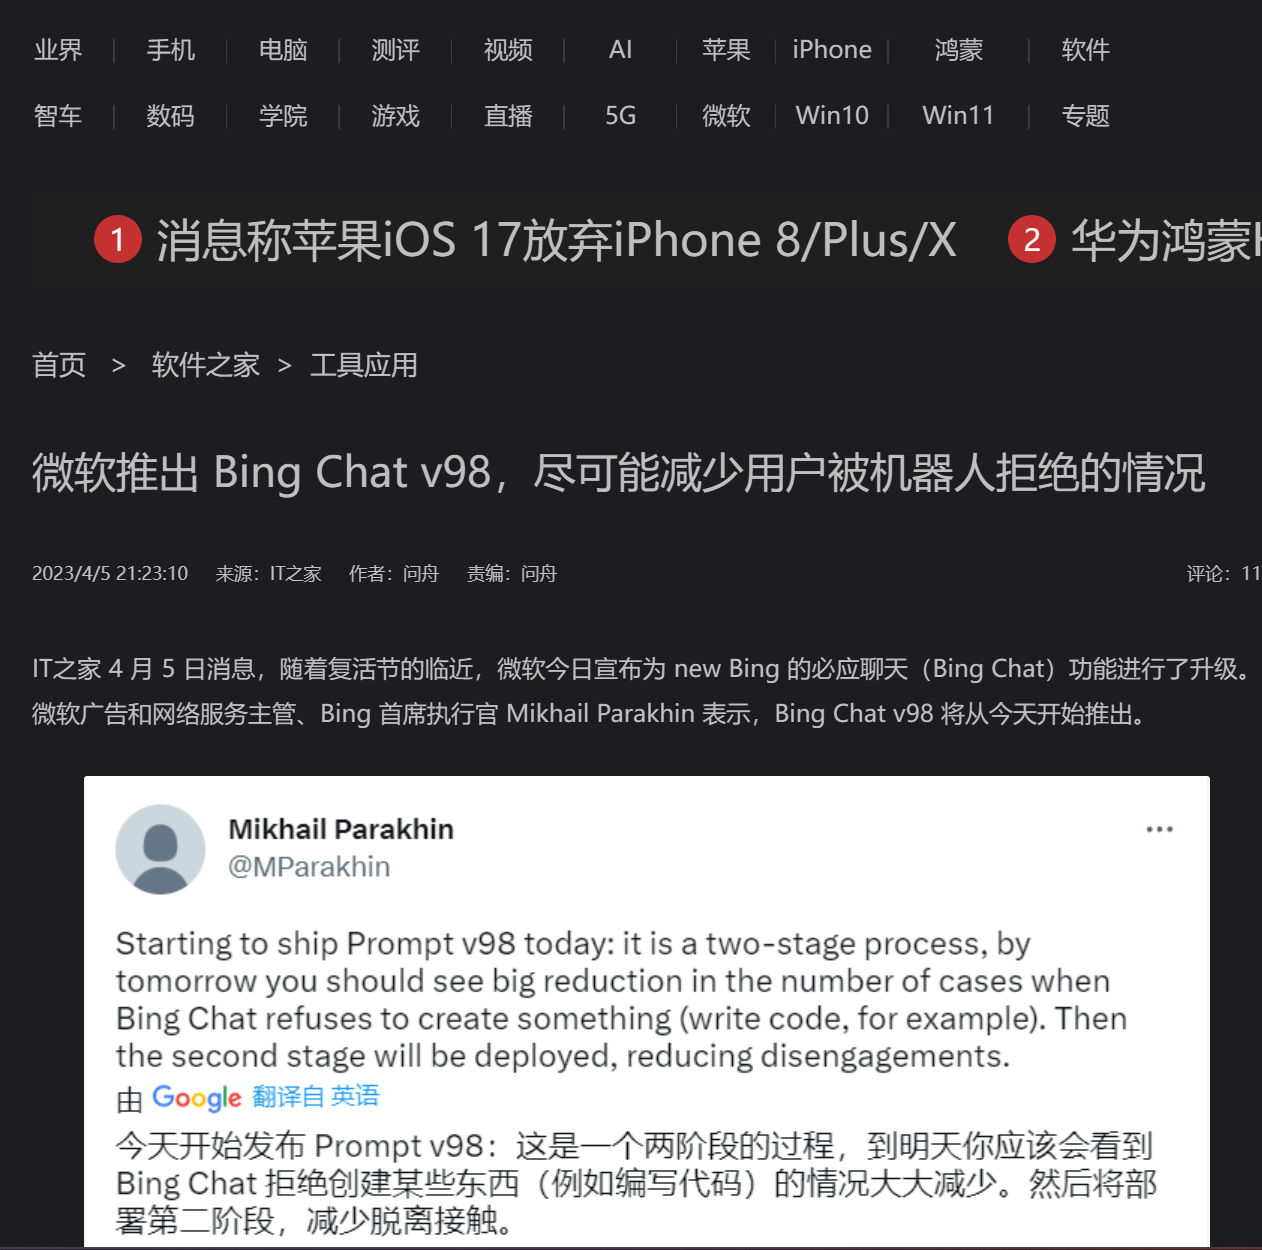 业界 | 手机 | 电脑 | 测评 | 视频 | AI | 苹果 | iPhone | 鸿蒙 | 软件
智车 | 数码 | 学院 | 游戏 | 直播 | 5G | 微软 | Win10 | Win11 | 专题
1 消息称苹果iOS 17放弃iPhone 8/Plus/X 2 华为鸿蒙H
首页 > 软件之家 > 工具应用
微软推出 Bing Chat v98，尽可能减少用户被机器人拒绝的情况
2023/4/5 21:23:10 来源：IT之家 作者：问舟 责编：问舟 评论：11
IT之家 4 月 5 日消息，随着复活节的临近，微软今日宣布为 new Bing 的必应聊天（Bing Chat）功能进行了升级。
微软广告和网络服务主管、Bing 首席执行官 Mikhail Parakhin 表示，Bing Chat v98 将从今天开始推出。
Mikhail Parakhin
@MParakhin
Starting to ship Prompt v98 today: it is a two-stage process, by
tomorrow you should see big reduction in the number of cases when
Bing Chat refuses to create something (write code, for example). Then
the second stage will be deployed, reducing disengagements.
由 Google 翻译自 英语
今天开始发布 Prompt v98：这是一个两阶段的过程，到明天你应该会看到
Bing Chat 拒绝创建某些东西（例如编写代码）的情况大大减少。然后将部
署第二阶段，减少脱离接触。